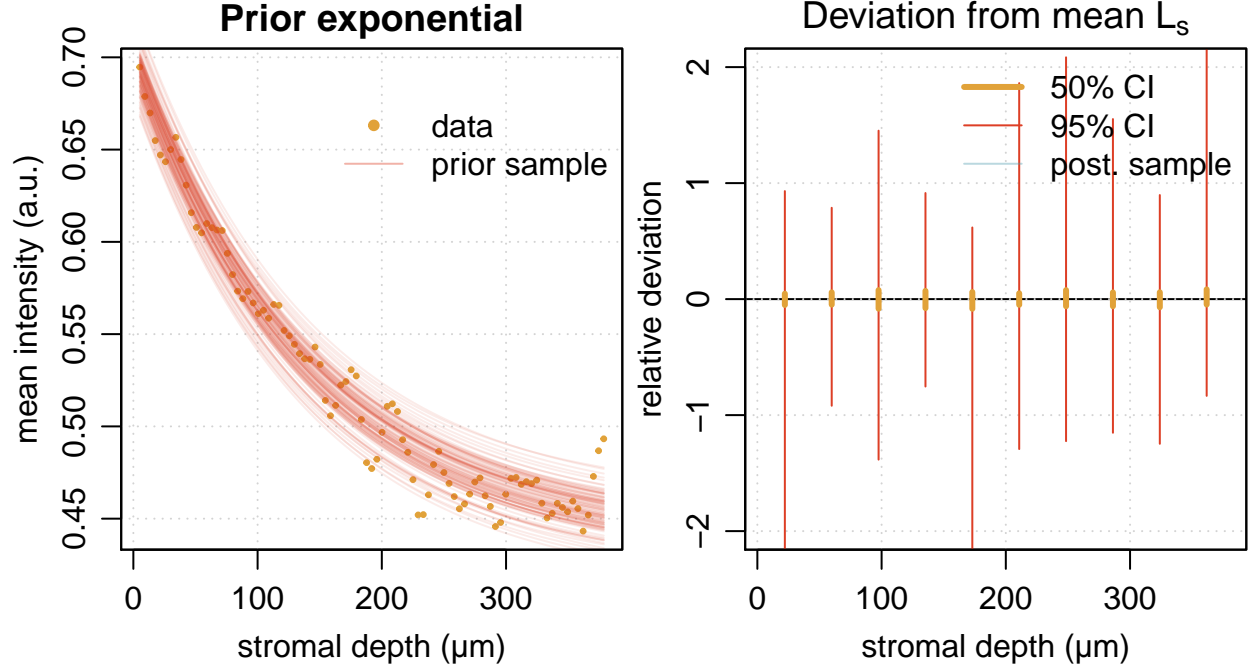 Prior exponential
mean intensity (a.u.)
0.70
0.65
0.60
0.55
0.50
0.45
data
prior sample
0 100 200 300
stromal depth (µm)
Deviation from mean Ls
relative deviation
2
1
0
−1
−2
50% CI
95% CI
post. sample
0 100 200 300
stromal depth (µm)